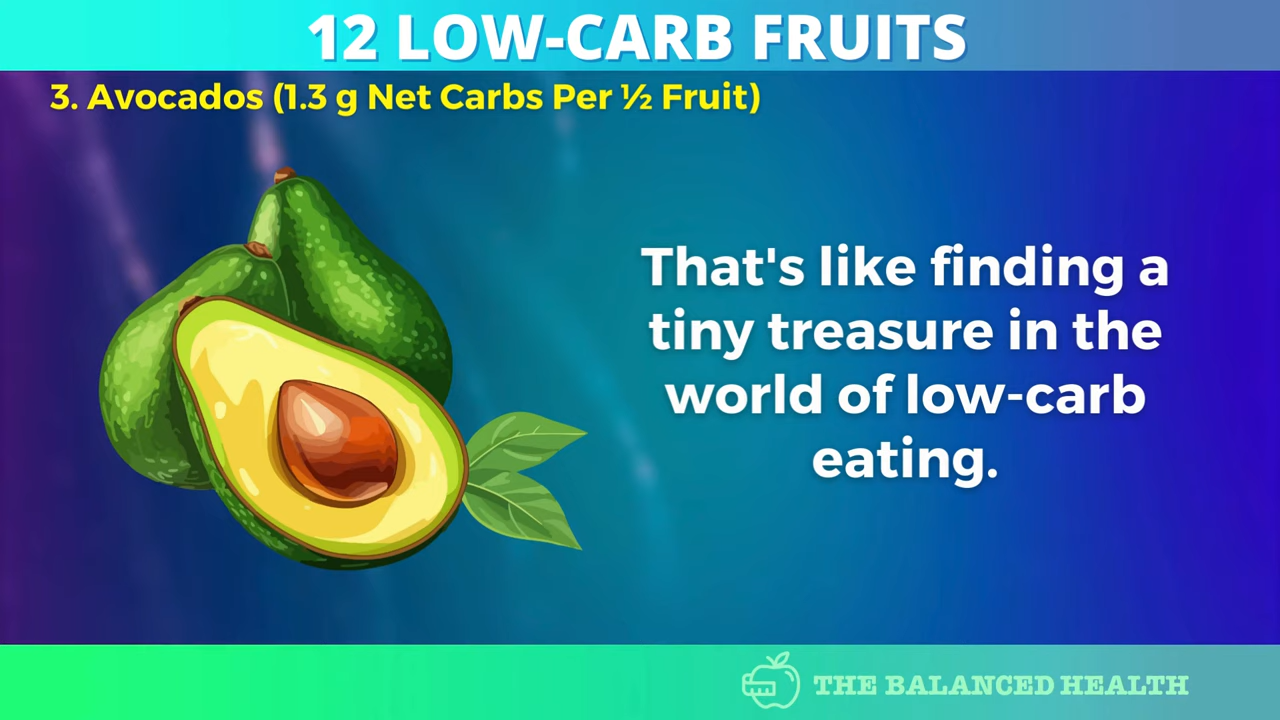 12 LOW-CARB FRUITS
3. Avocados (1.3 g Net Carbs Per ½ Fruit)
That's like finding a
tiny treasure in the
world of low-carb
eating.
THE BALANCED HEALTH